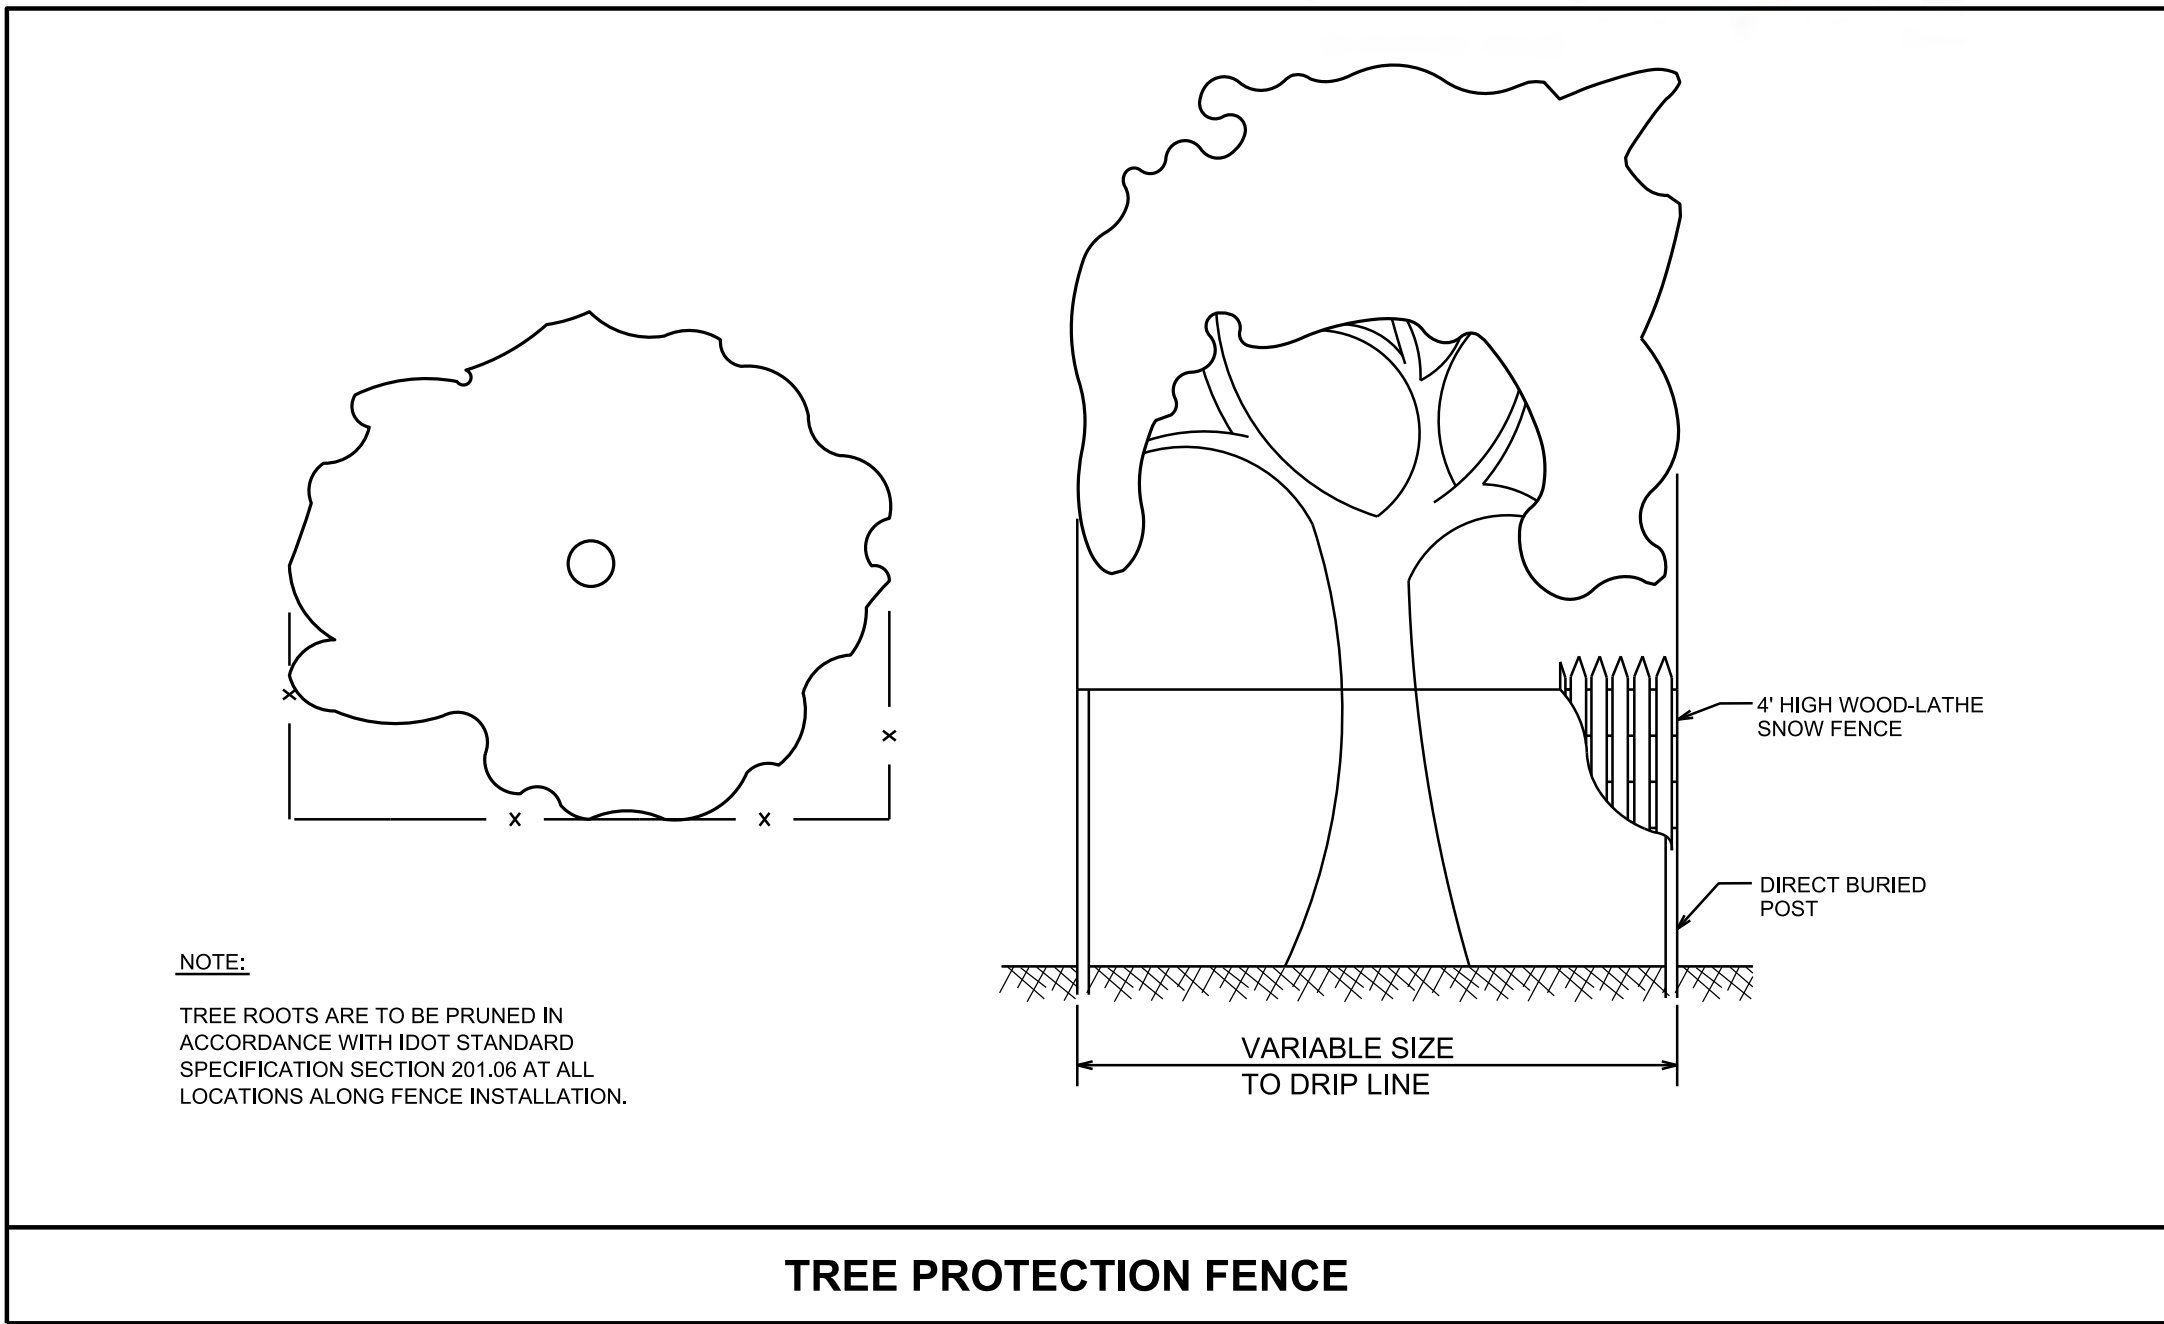 4' HIGH WOOD-LATHE
SNOW FENCE
DIRECT BURIED
POST
NOTE:
TREE ROOTS ARE TO BE PRUNED IN
ACCORDANCE WITH IDOT STANDARD
SPECIFICATION SECTION 201.06 AT ALL
LOCATIONS ALONG FENCE INSTALLATION.
VARIABLE SIZE
TO DRIP LINE
TREE PROTECTION FENCE